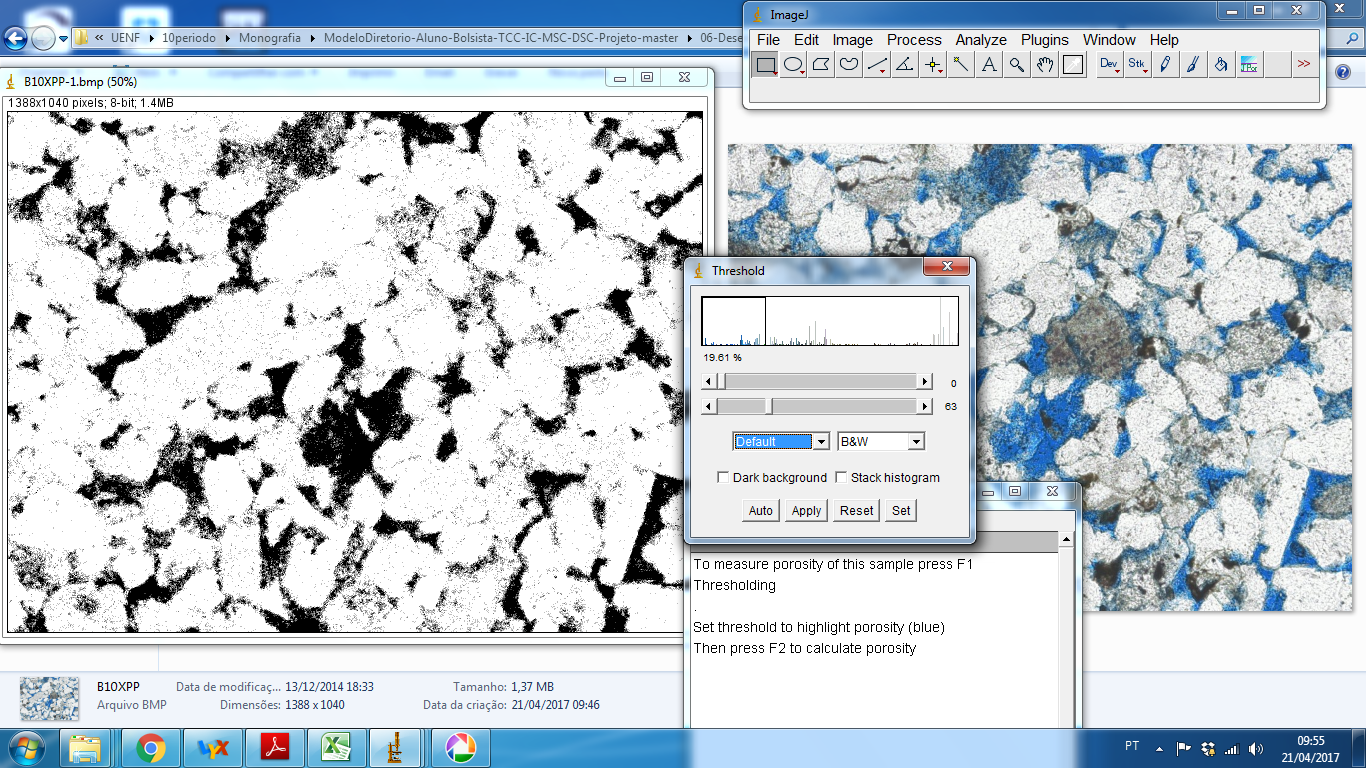 UENF
10periodo
Monografia
ModeloDiretorio-Aluno-Bolsista-TCC-IC-MSC-DSC-Projeto-master
06-Dese
ImageJ
File Edit Image Process Analyze Plugins Window Help
Dev Stk >>
B10XPP-1.bmp (50%)
1388x1040 pixels; 8-bit; 1.4MB
Threshold
19.61 %
0
63
Default B&W
Dark background Stack histogram
Auto Apply Reset Set
To measure porosity of this sample press F1
Thresholding
.
Set threshold to highlight porosity (blue)
Then press F2 to calculate porosity
B10XPP Data de modificaç... 13/12/2014 18:33 Tamanho: 1,37 MB
Arquivo BMP Dimensões: 1388 x 1040 Data da criação: 21/04/2017 09:46
PT
09:55
21/04/2017